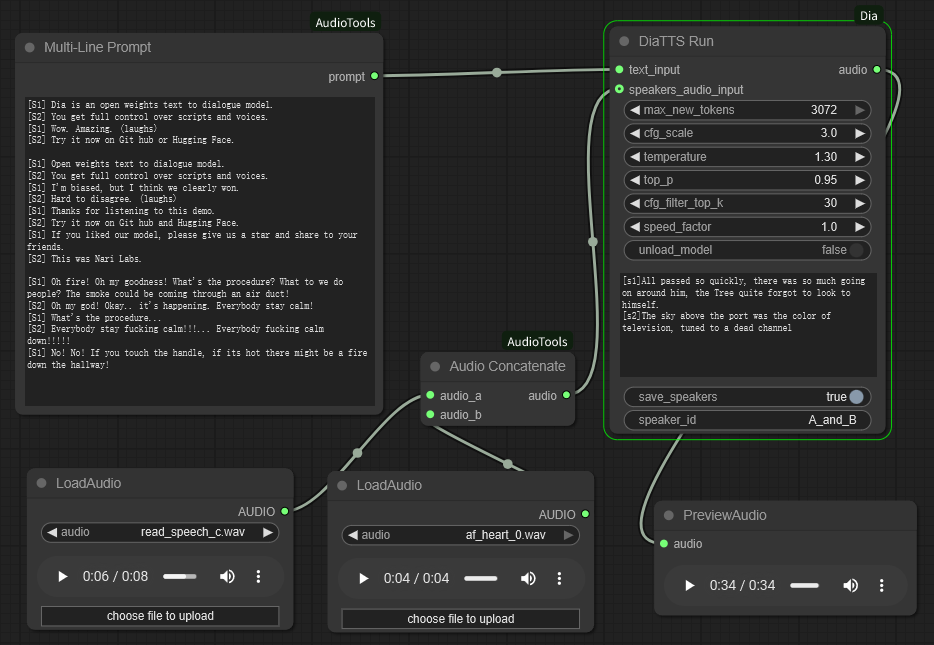 AudioTools
Multi-Line Prompt
prompt
[S1] Dia is an open weights text to dialogue model.
[S2] You get full control over scripts and voices.
[S1] Wow. Amazing. (laughs)
[S2] Try it now on Git hub or Hugging Face.
[S1] Open weights text to dialogue model.
[S2] You get full control over scripts and voices.
[S1] I'm biased, but I think we clearly won.
[S2] Hard to disagree. (laughs)
[S1] Thanks for listening to this demo.
[S2] Try it now on Git hub and Hugging Face.
[S1] If you liked our model, please give us a star and share to your
friends.
[S2] This was Nari Labs.
[S1] Oh fire! Oh my goodness! What's the procedure? What to we do
people? The smoke could be coming through an air duct!
[S2] Oh my god! Okay.. it's happening. Everybody stay calm!
[S1] What's the procedure...
[S2] Everybody stay fucking calm!!!... Everybody fucking calm
down!!!!!
[S1] No! No! If you touch the handle, if its hot there might be a fire
down the hallway!
Dia
DiaTTS Run
text_input
audio
speakers_audio_input
max_new_tokens 3072
cfg_scale 3.0
temperature 1.30
top_p 0.95
cfg_filter_top_k 30
speed_factor 1.0
unload_model false
[s1]All passed so quickly, there was so much going
on around him, the Tree quite forgot to look to
himself.
[s2]The sky above the port was the color of
television, tuned to a dead channel
save_speakers true
speaker_id A_and_B
AudioTools
Audio Concatenate
audio_a
audio
audio_b
LoadAudio
AUDIO
audio read_speech_c.wav
0:06 / 0:08
choose file to upload
LoadAudio
AUDIO
audio af_heart_0.wav
0:04 / 0:04
choose file to upload
PreviewAudio
audio
0:34 / 0:34